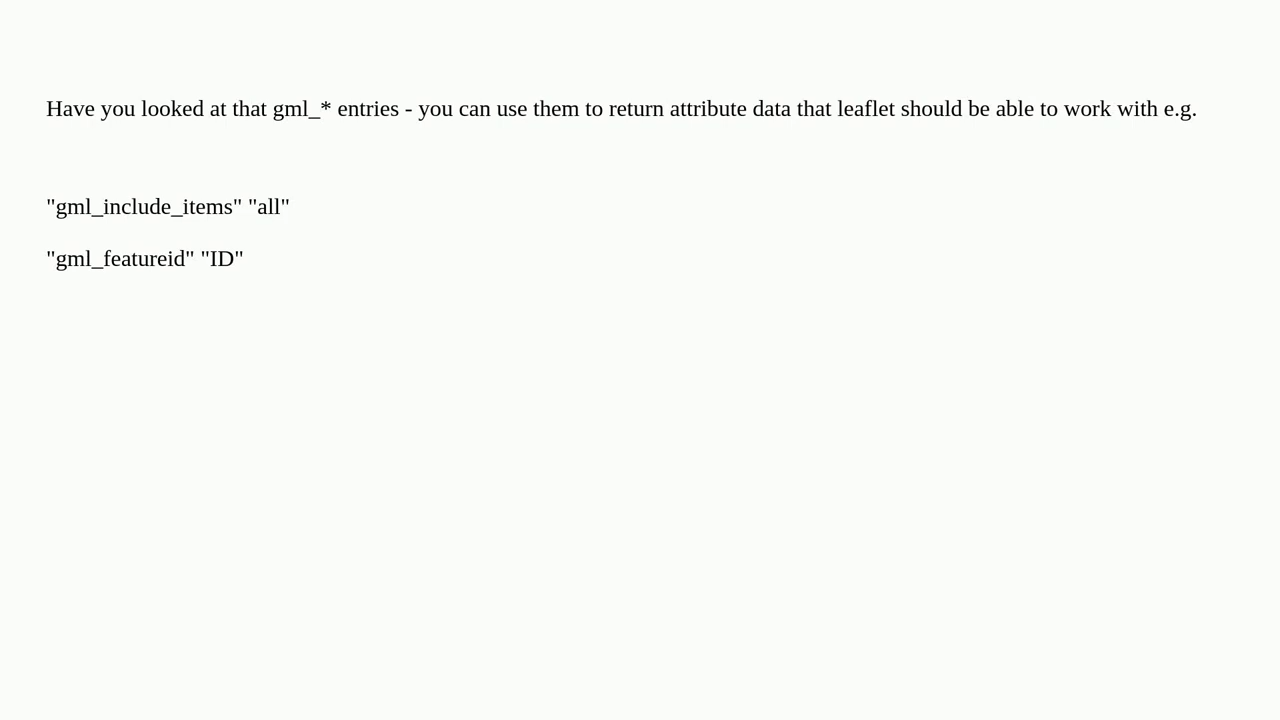 Have you looked at that gml_* entries - you can use them to return attribute data that leaflet should be able to work with e.g.
"gml_include_items" "all"
"gml_featureid" "ID"